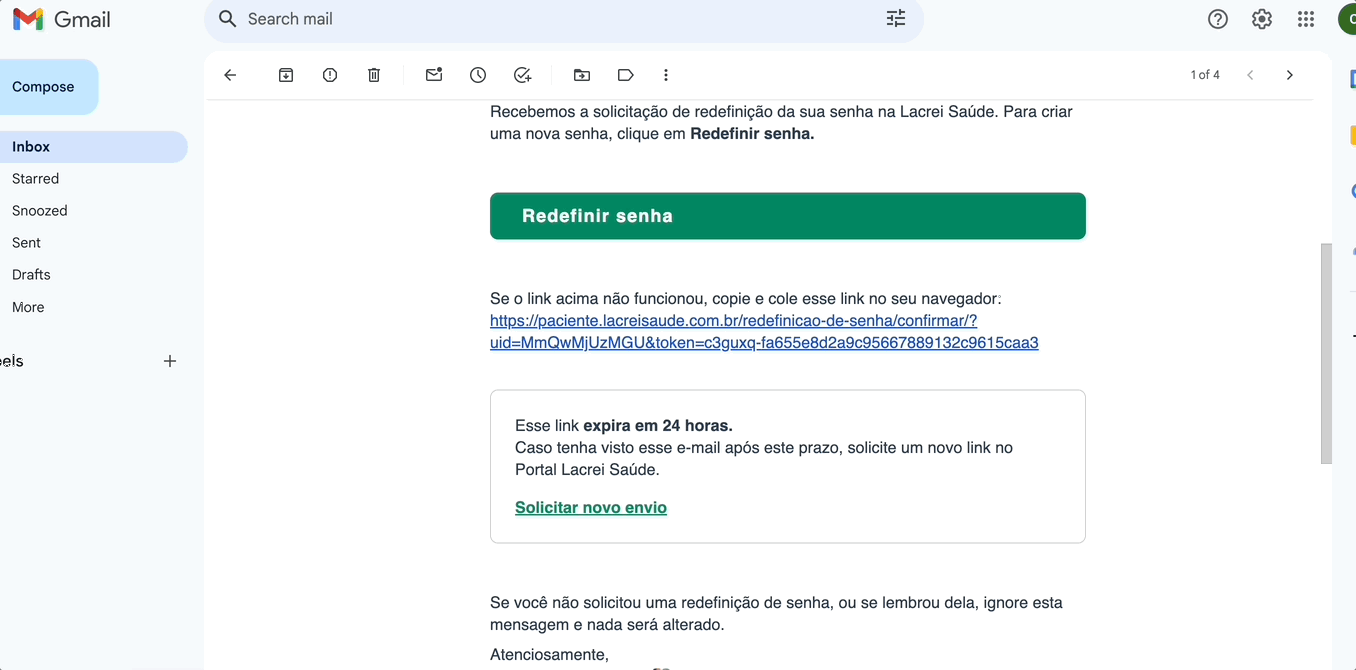 Gmail
Search mail
Compose
1 of 4
Inbox
Starred
Snoozed
Sent
Drafts
More
Recebemos a solicitação de redefinição da sua senha na Lacrei Saúde. Para criar
uma nova senha, clique em Redefinir senha.
Redefinir senha
Se o link acima não funcionou, copie e cole esse link no seu navegador:
https://paciente.lacreisaude.com.br/redefinicao-de-senha/confirmar/?
uid=MmQwMjUzMGU&token=c3guxq-fa655e8d2a9c95667889132c9615caa3
Esse link expira em 24 horas.
Caso tenha visto esse e-mail após este prazo, solicite um novo link no
Portal Lacrei Saúde.
Solicitar novo envio
Se você não solicitou uma redefinição de senha, ou se lembrou dela, ignore esta
mensagem e nada será alterado.
Atenciosamente,